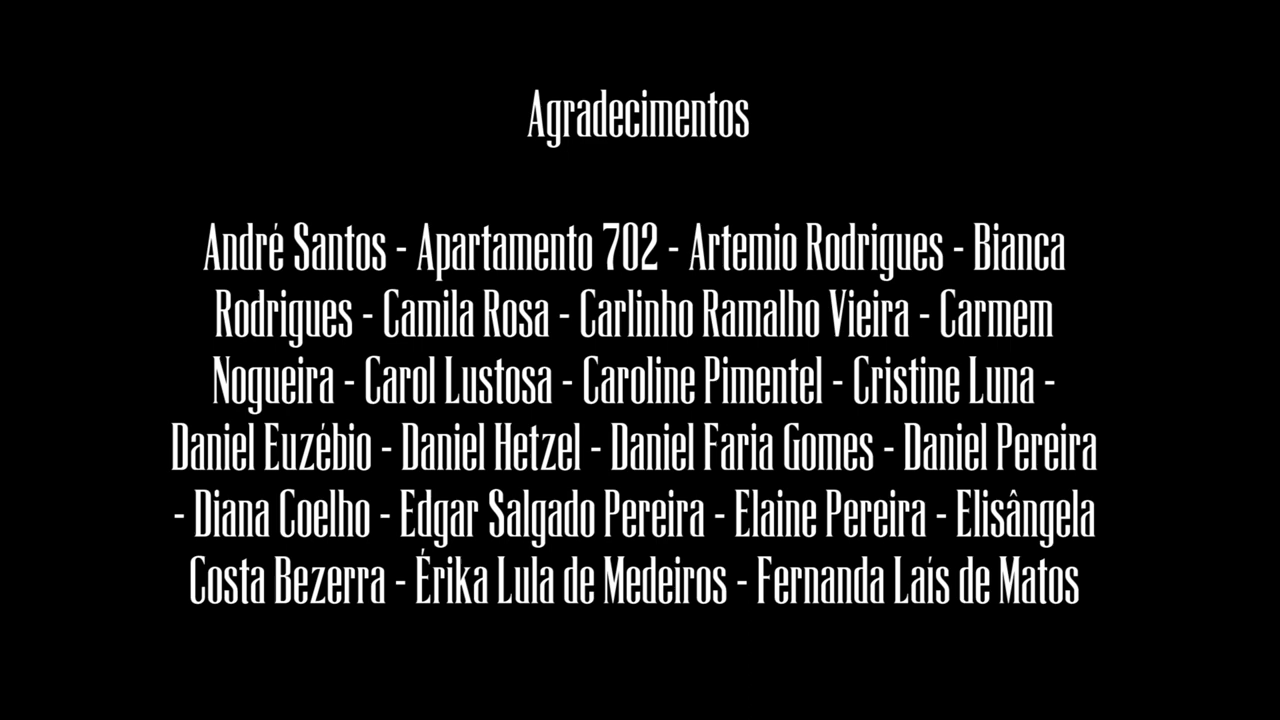 Agradecimentos
André Santos - Apartamento 702 - Artemio Rodrigues - Bianca
Rodrigues - Camila Rosa - Carlinho Ramalho Vieira - Carmem
Nogueira - Carol Lustosa - Caroline Pimentel - Cristine Luna -
Daniel Euzébio - Daniel Hetzel - Daniel Faria Gomes - Daniel Pereira
- Diana Coelho - Edgar Salgado Pereira - Elaine Pereira - Elisângela
Costa Bezerra - Érika Lula de Medeiros - Fernanda Laís de Matos